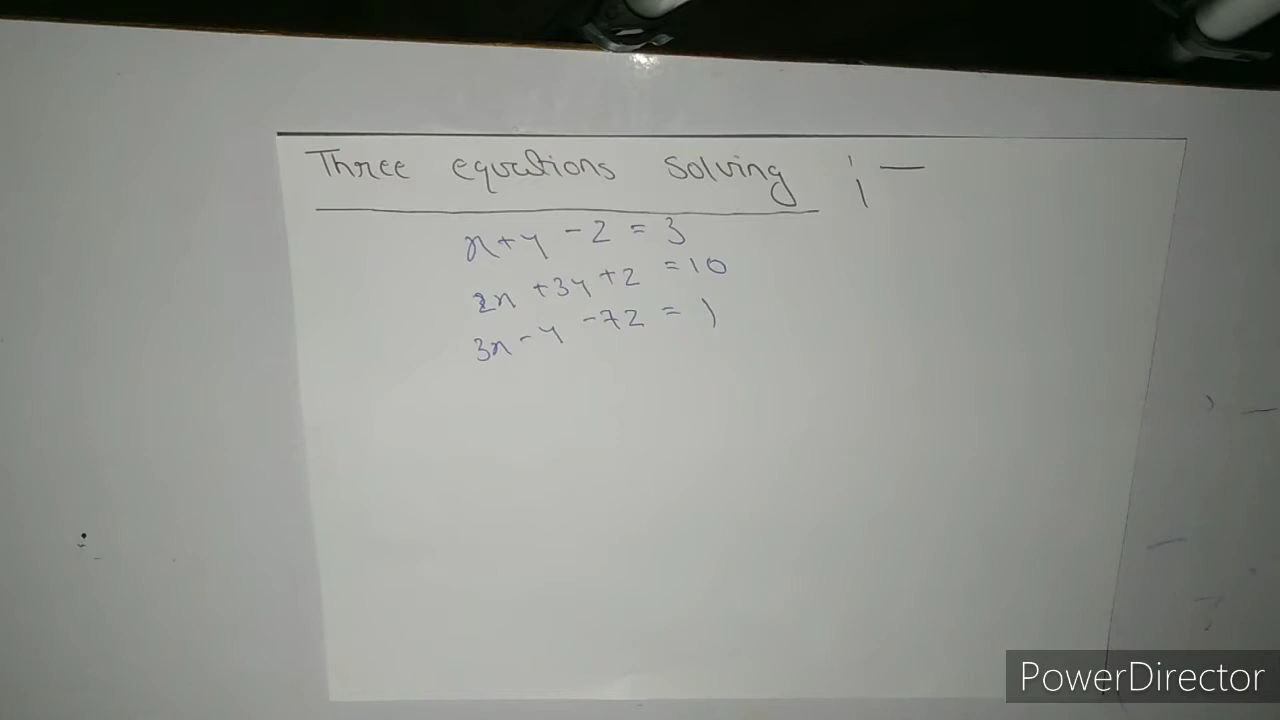 Three equations solving :—
x+y-z=3
2x+3y+z=10
3x-y-7z=1
PowerDirector